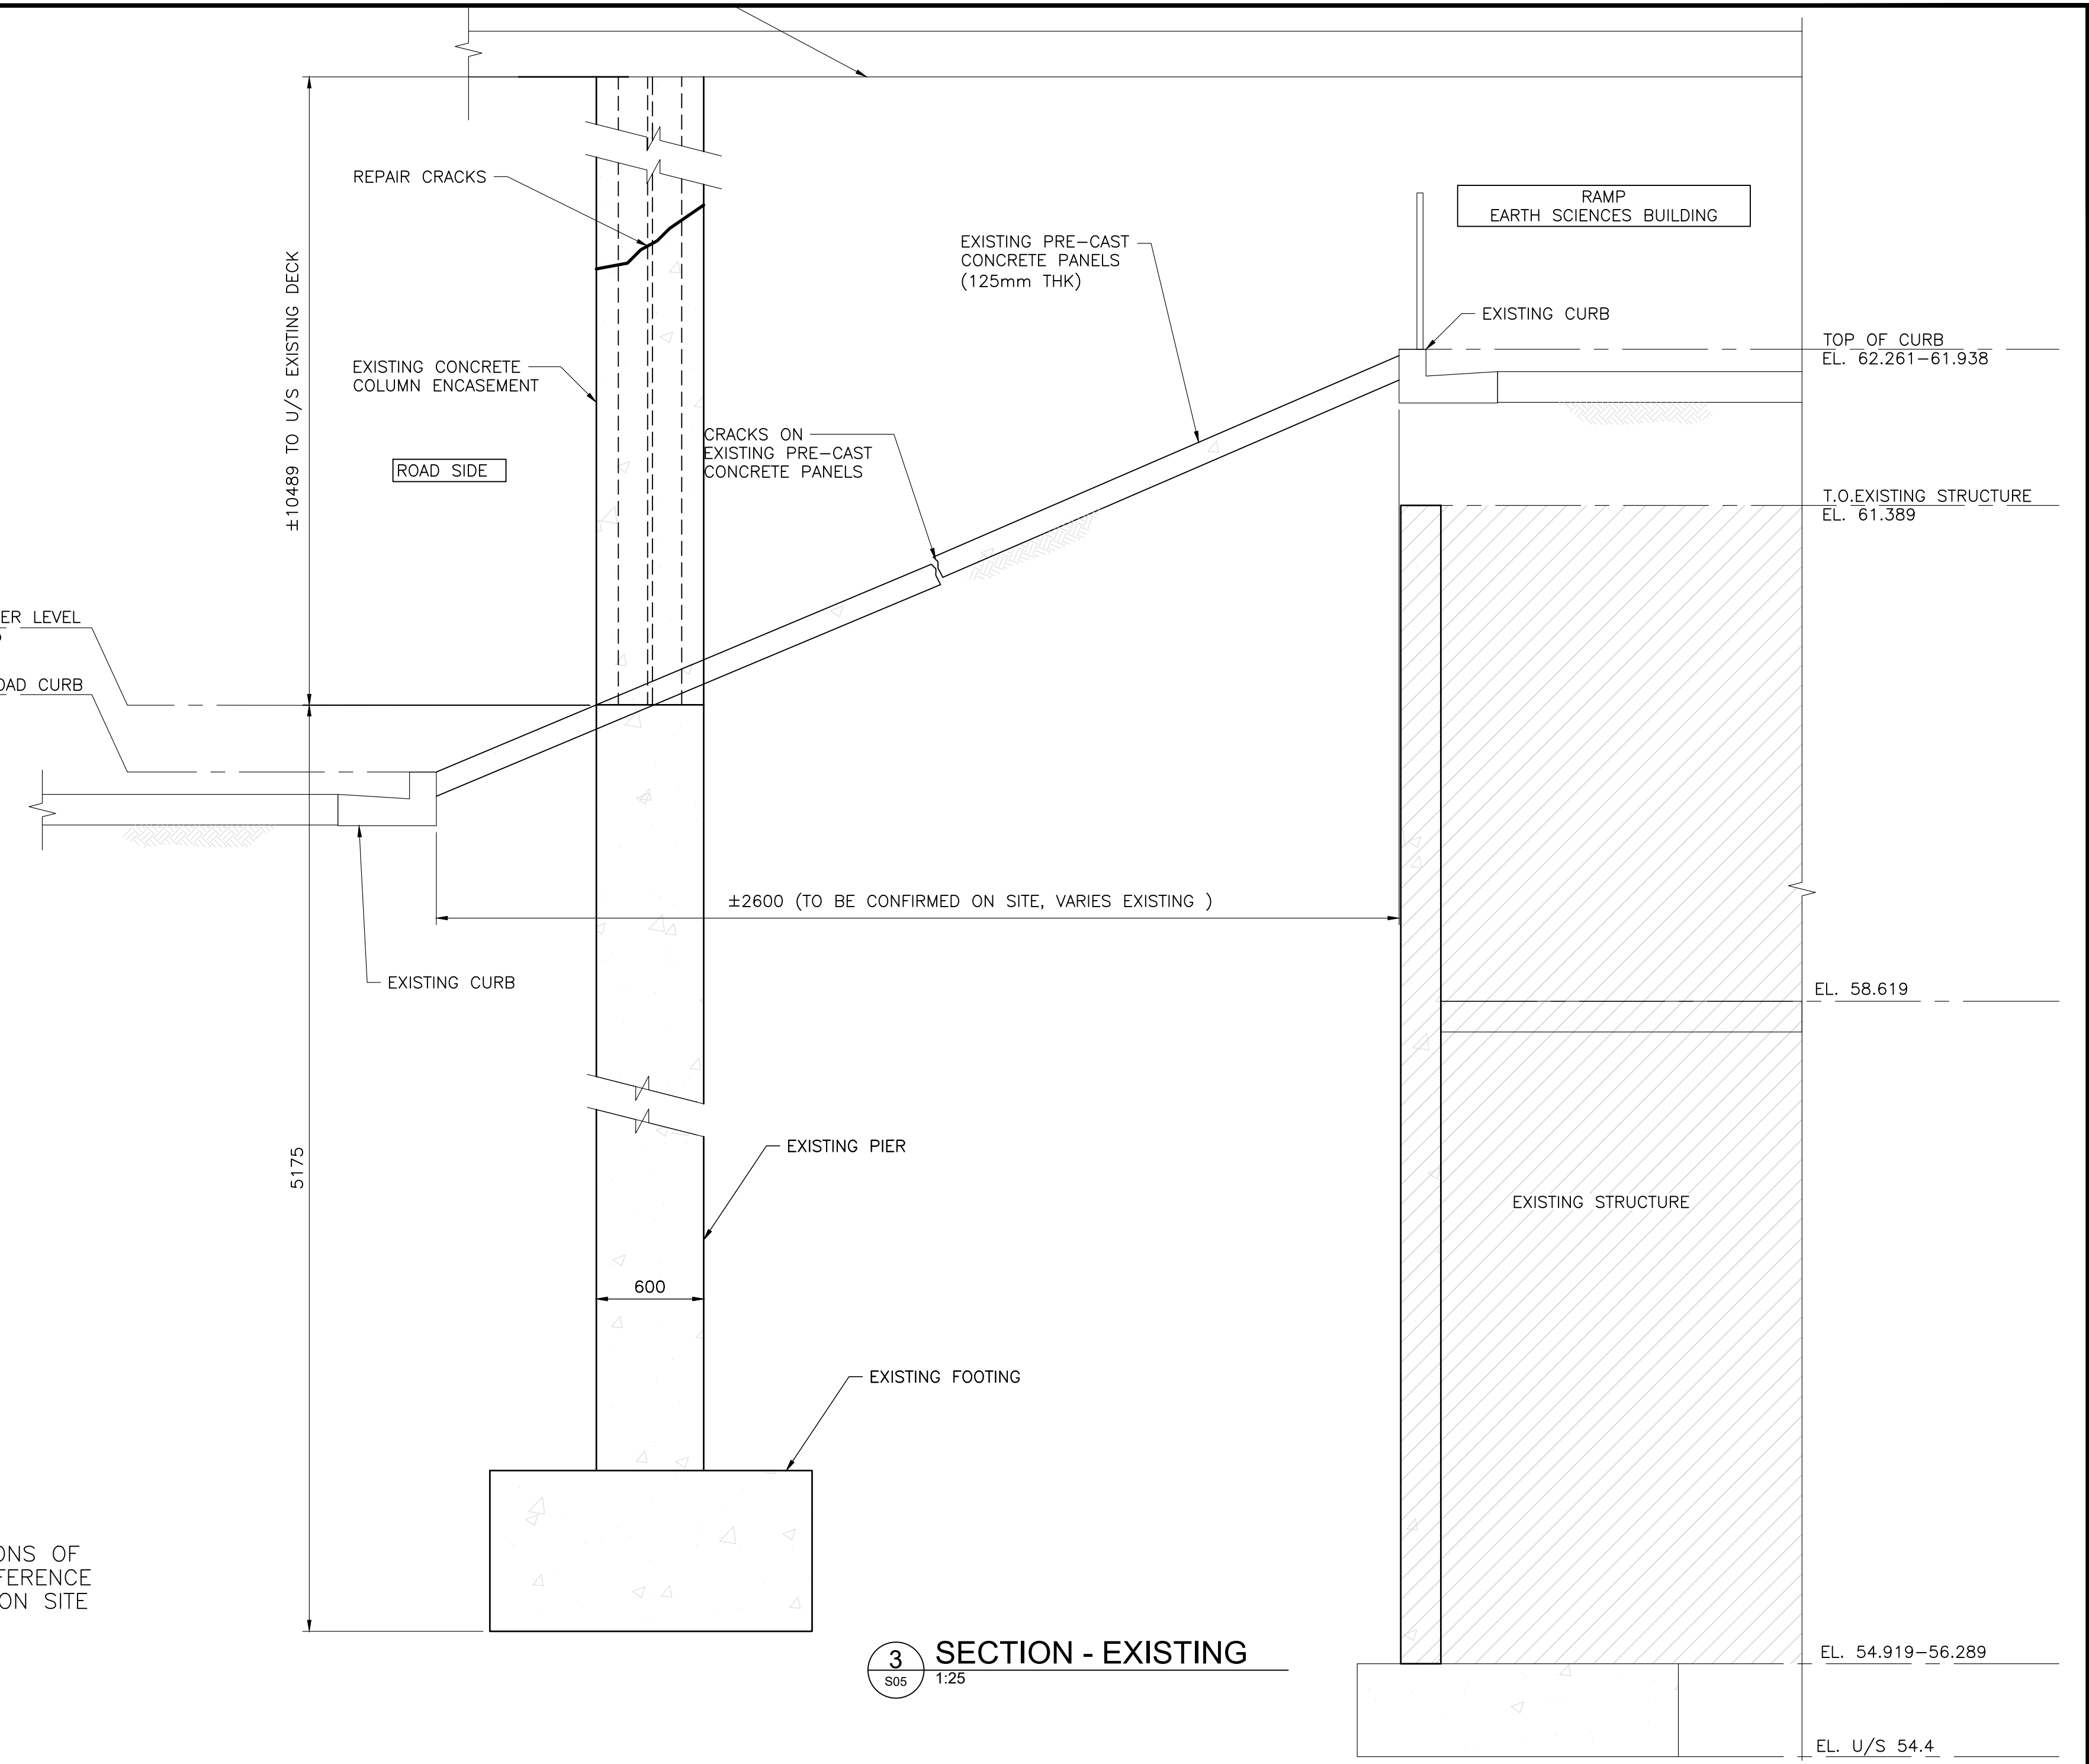 RAMP
EARTH SCIENCES BUILDING
REPAIR CRACKS
EXISTING PRE-CAST
CONCRETE PANELS
(125mm THK)
EXISTING CURB
TOP OF CURB
EL. 62.261-61.938
±10489 TO U/S EXISTING DECK
EXISTING CONCRETE
COLUMN ENCASEMENT
CRACKS ON
EXISTING PRE-CAST
CONCRETE PANELS
ROAD SIDE
T.O.EXISTING STRUCTURE
EL. 61.389
ER LEVEL
OAD CURB
±2600 (TO BE CONFIRMED ON SITE, VARIES EXISTING )
EXISTING CURB
EL. 58.619
5175
EXISTING PIER
EXISTING STRUCTURE
600
EXISTING FOOTING
ONS OF
FERENCE
ON SITE
3
S05
SECTION - EXISTING
1:25
EL. 54.919-56.289
EL. U/S 54.4